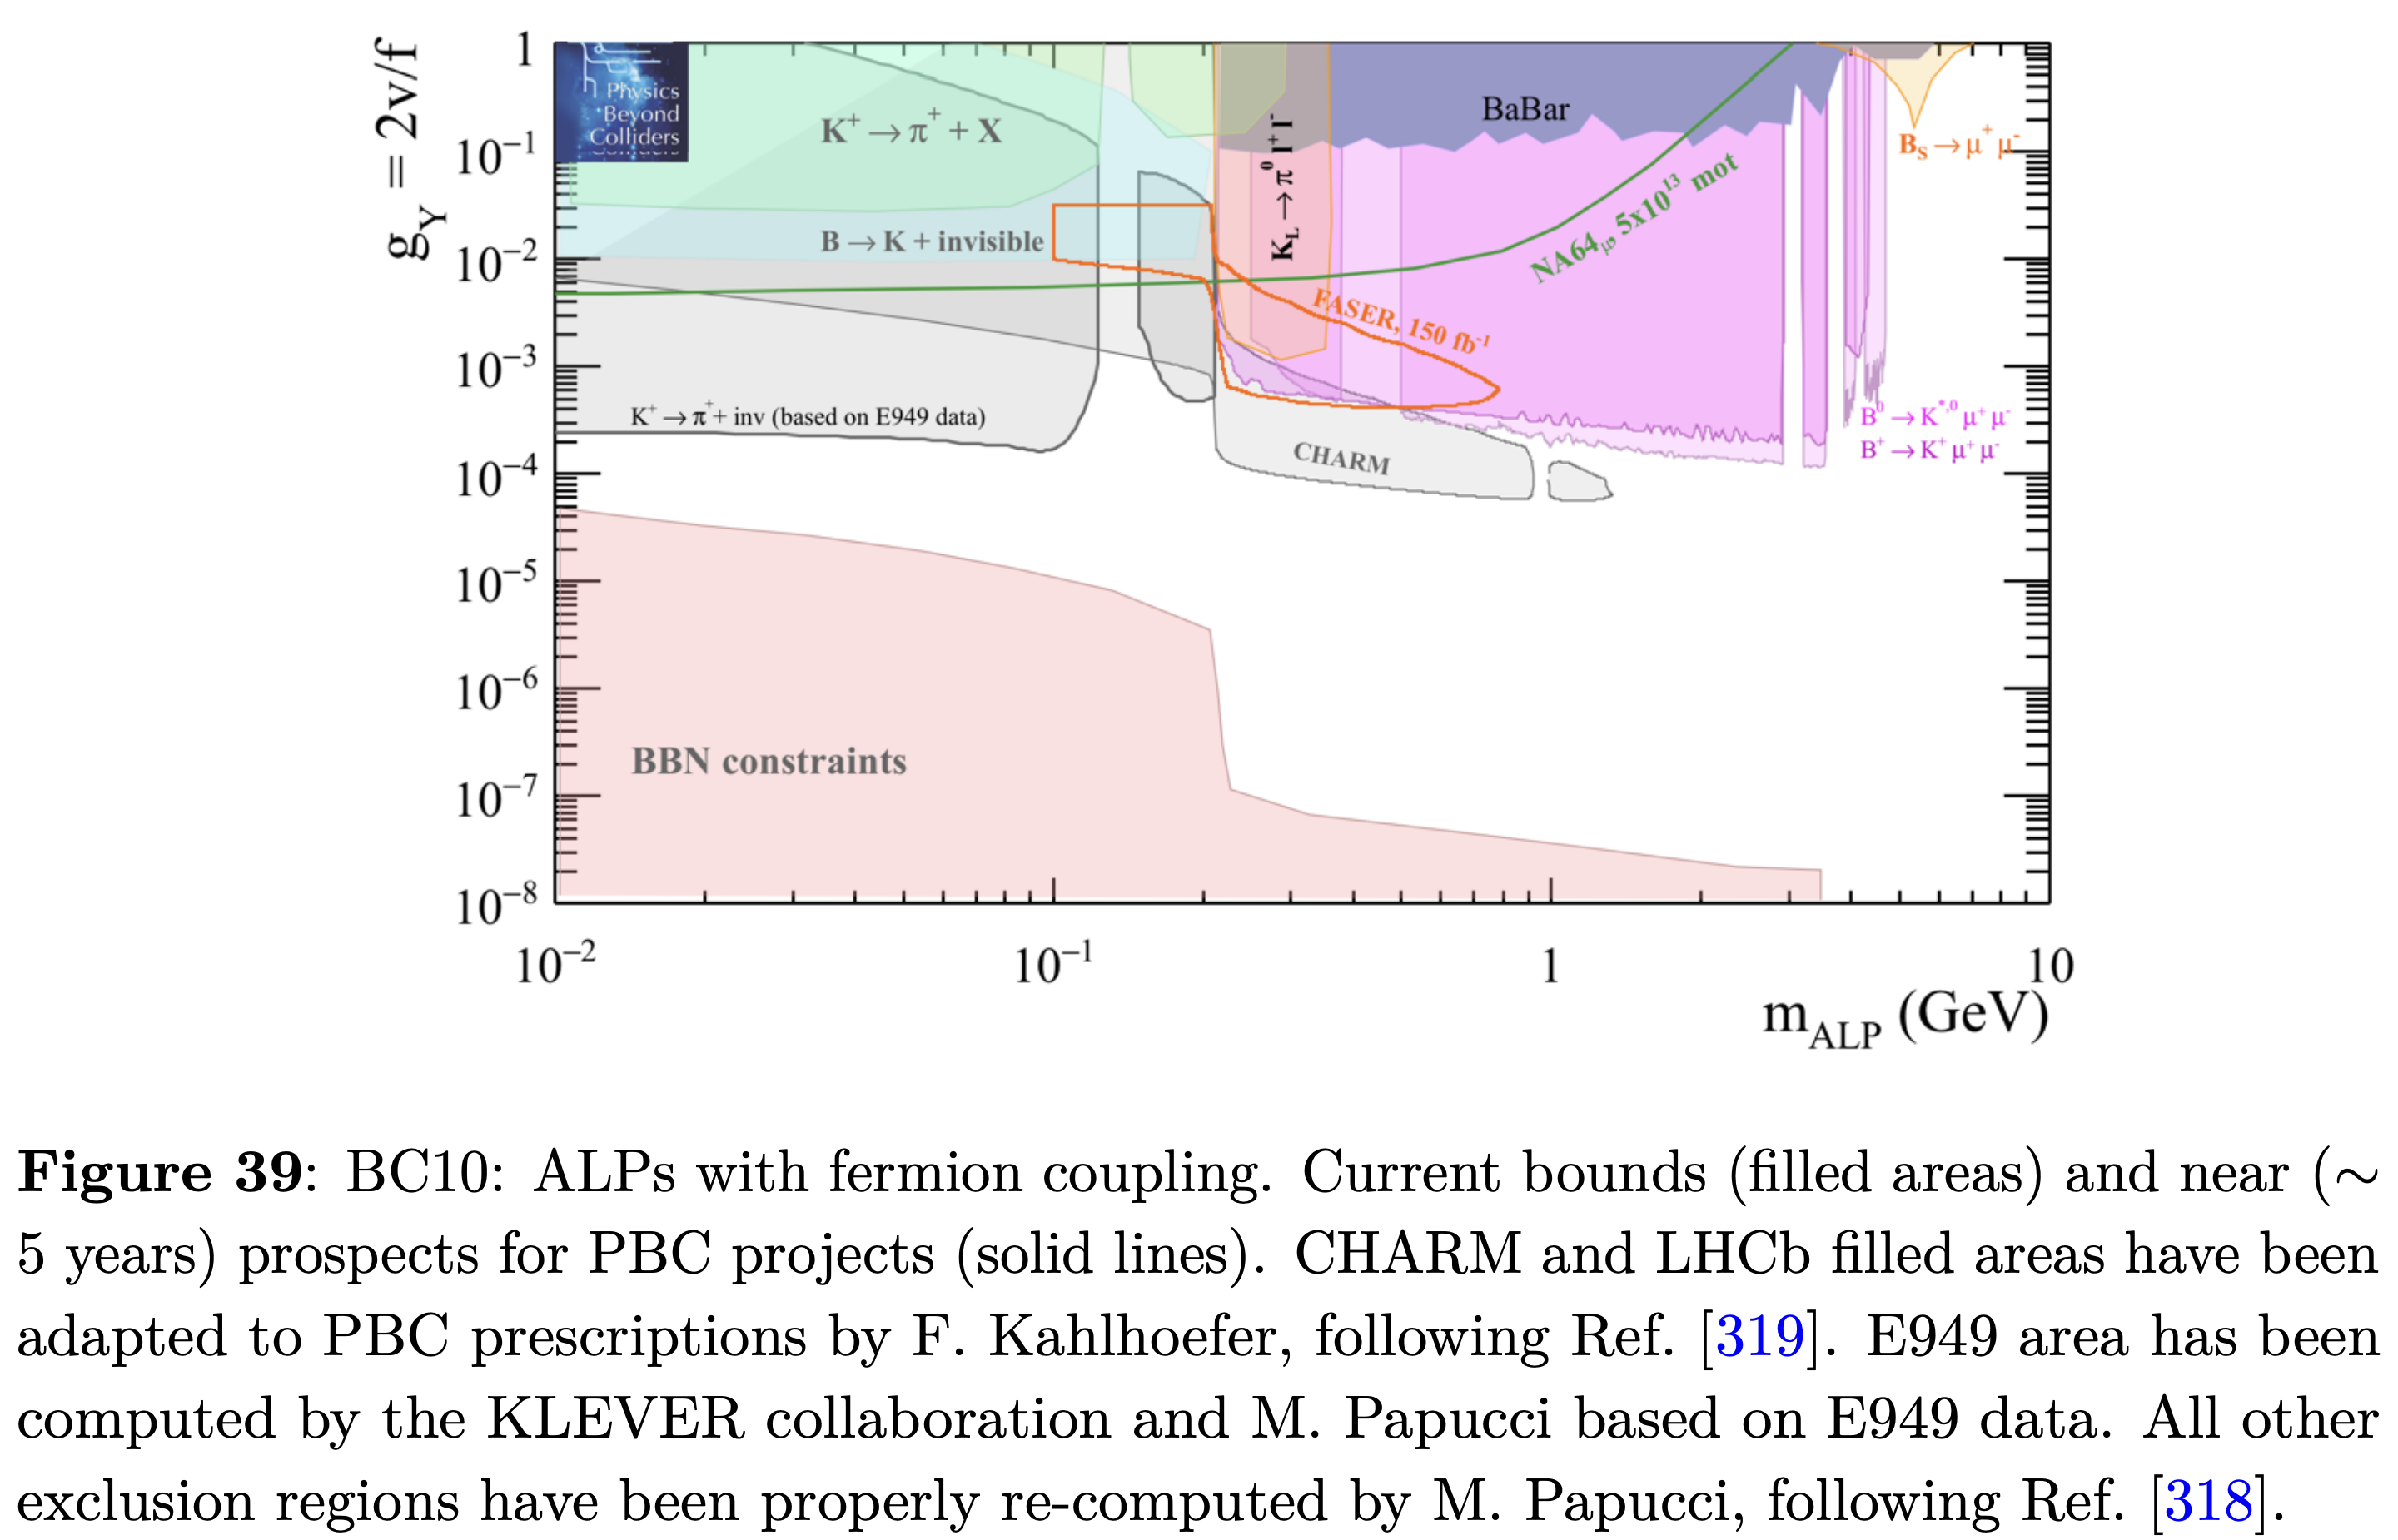 g_Y = 2v/f
1
10⁻¹
10⁻²
10⁻³
10⁻⁴
10⁻⁵
10⁻⁶
10⁻⁷
10⁻⁸
Physics
Beyond
Colliders
K⁺ → π⁺ + X
B → K + invisible
K⁺ → π⁺ + inv (based on E949 data)
K_L → π⁰ l⁺ l⁻
BaBar
NA64_μ, 5x10¹³ mot
FASER, 150 fb⁻¹
CHARM
B_S → μ⁺ μ⁻
B⁰ → K*,⁰ μ⁺ μ⁻
B⁺ → K⁺ μ⁺ μ⁻
BBN constraints
10⁻²
10⁻¹
1
10
m_ALP (GeV)
Figure 39: BC10: ALPs with fermion coupling. Current bounds (filled areas) and near (∼
5 years) prospects for PBC projects (solid lines). CHARM and LHCb filled areas have been
adapted to PBC prescriptions by F. Kahlhoefer, following Ref. [319]. E949 area has been
computed by the KLEVER collaboration and M. Papucci based on E949 data. All other
exclusion regions have been properly re-computed by M. Papucci, following Ref. [318].